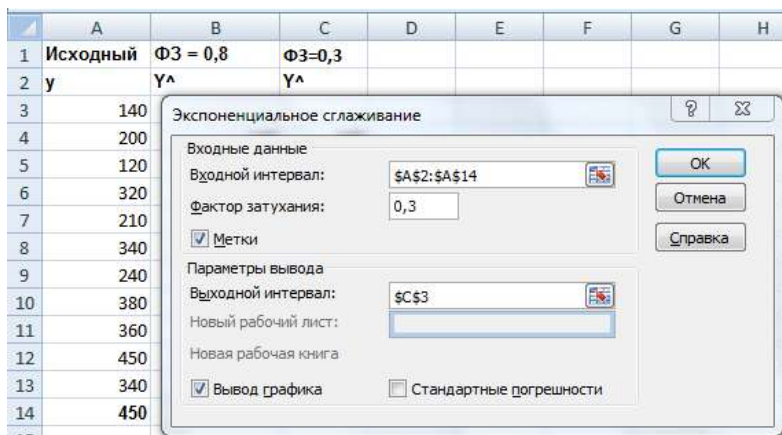 A B C D E F G H
1 Исходный ФЗ = 0,8 ФЗ=0,3
2 y Y^ Y^
3 140 Экспоненциальное сглаживание
4 200 Входные данные
5 120 Входной интервал: $A$2:$A$14 ОК
6 320 Фактор затухания: 0,3 Отмена
7 210 Метки Справка
8 340
9 240 Параметры вывода
10 380 Выходной интервал: $C$3
11 360 Новый рабочий лист:
12 450 Новая рабочая книга
13 340 Вывод графика Стандартные погрешности
14 450